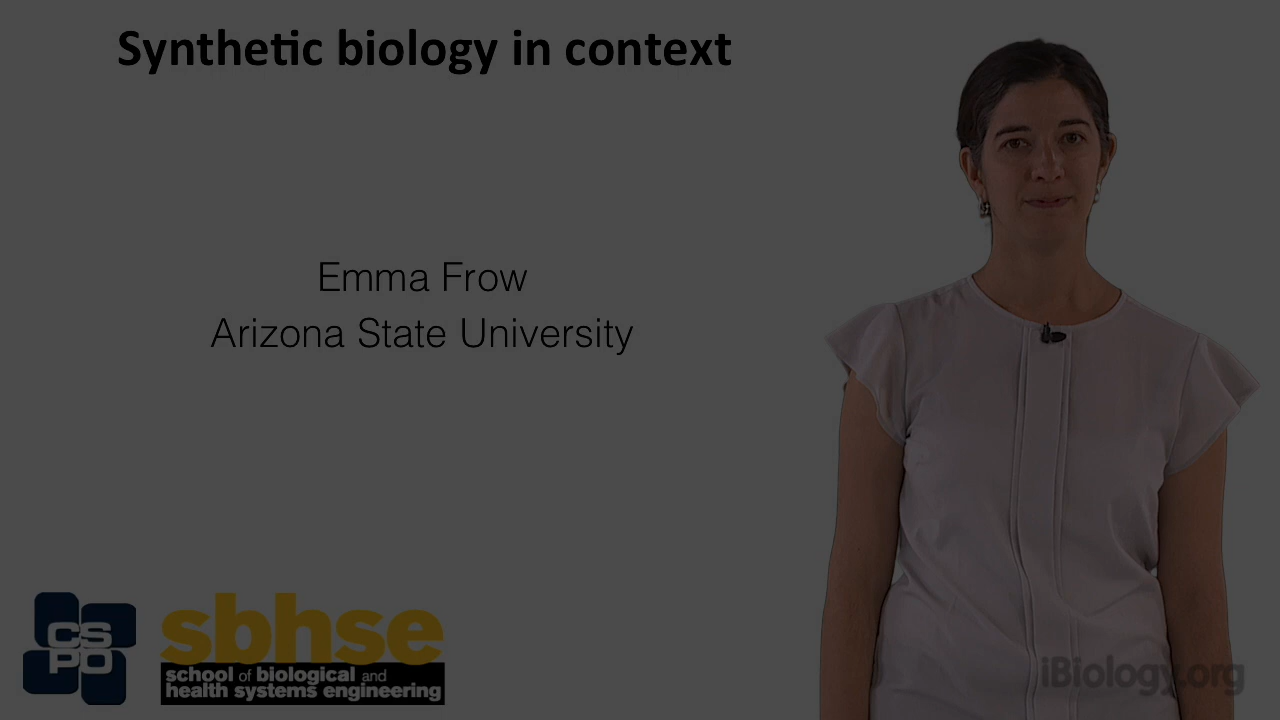 Synthetic biology in context
Emma Frow
Arizona State University
CS
PO
sbhse
school of biological and
health systems engineering
iBiology.org